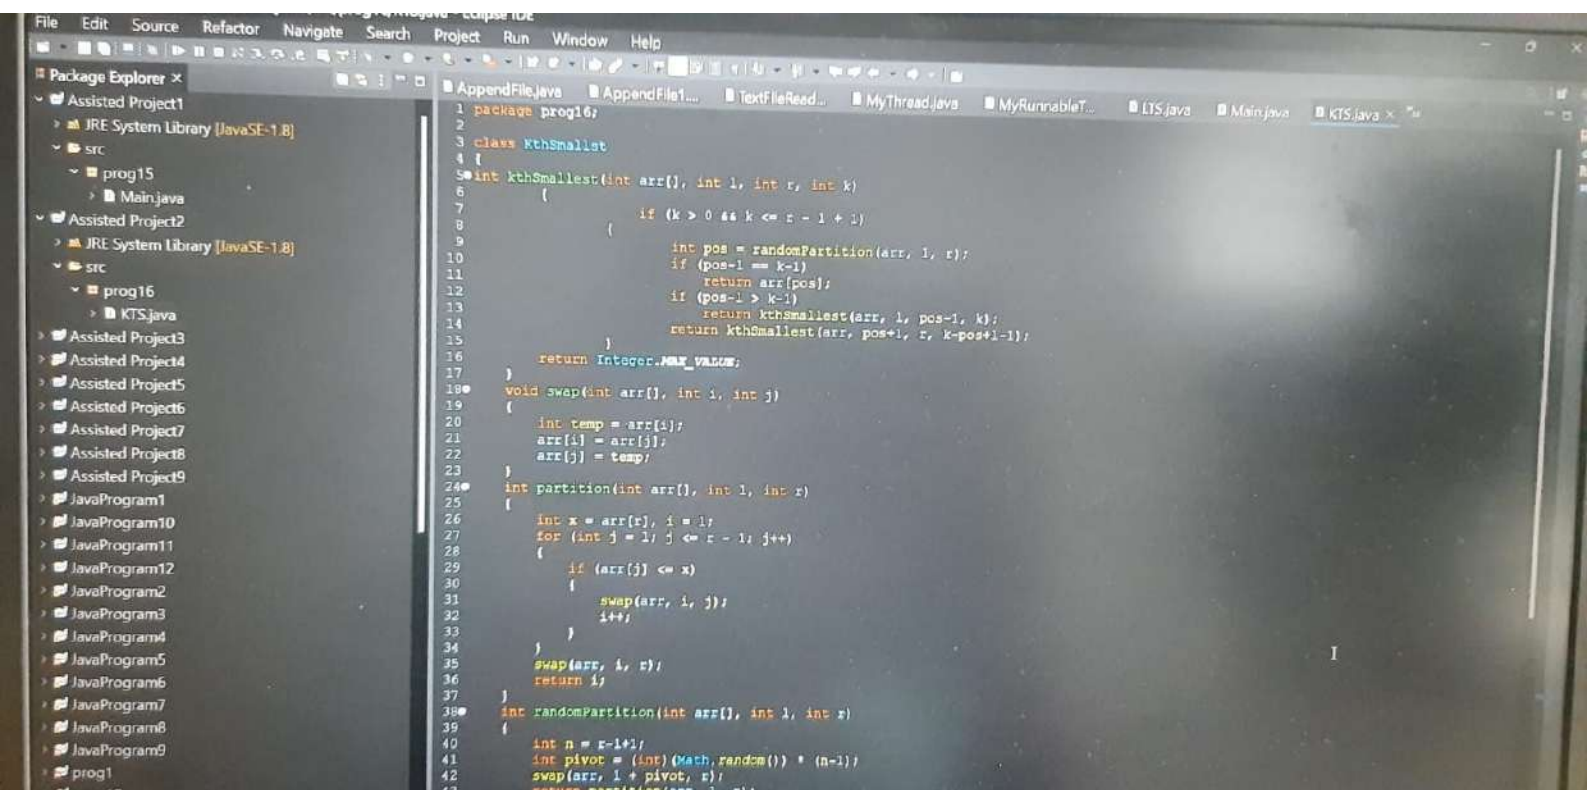 Eclipse IDE
File Edit Source Refactor Navigate Search Project Run Window Help
Package Explorer ×
Assisted Project1
JRE System Library [JavaSE-1.8]
src
prog15
Main.java
Assisted Project2
JRE System Library [JavaSE-1.8]
src
prog16
KTS.java
Assisted Project3
Assisted Project4
Assisted Project5
Assisted Project6
Assisted Project7
Assisted Project8
Assisted Project9
JavaProgram1
JavaProgram10
JavaProgram11
JavaProgram12
JavaProgram2
JavaProgram3
JavaProgram4
JavaProgram5
JavaProgram6
JavaProgram7
JavaProgram8
JavaProgram9
prog1
AppendFile.java AppendFile1.... TextFileRead... MyThread.java MyRunnableT... LTS.java Main.java KTS.java ×
1 package prog16;
2
3 class KthSmallst
4 {
5 int kthSmallest(int arr[], int l, int r, int k)
6 {
7 if (k > 0 && k <= r - l + 1)
8 {
9 int pos = randomPartition(arr, l, r);
10 if (pos-l == k-1)
11 return arr[pos];
12 if (pos-l > k-1)
13 return kthSmallest(arr, l, pos-1, k);
14 return kthSmallest(arr, pos+1, r, k-pos+l-1);
15 }
16 return Integer.MAX_VALUE;
17 }
18 void swap(int arr[], int i, int j)
19 {
20 int temp = arr[i];
21 arr[i] = arr[j];
22 arr[j] = temp;
23 }
24 int partition(int arr[], int l, int r)
25 {
26 int x = arr[r], i = l;
27 for (int j = l; j <= r - 1; j++)
28 {
29 if (arr[j] <= x)
30 {
31 swap(arr, i, j);
32 i++;
33 }
34 }
35 swap(arr, i, r);
36 return i;
37 }
38 int randomPartition(int arr[], int l, int r)
39 {
40 int n = r-l+1;
41 int pivot = (int)(Math.random()) * (n-1);
42 swap(arr, l + pivot, r);